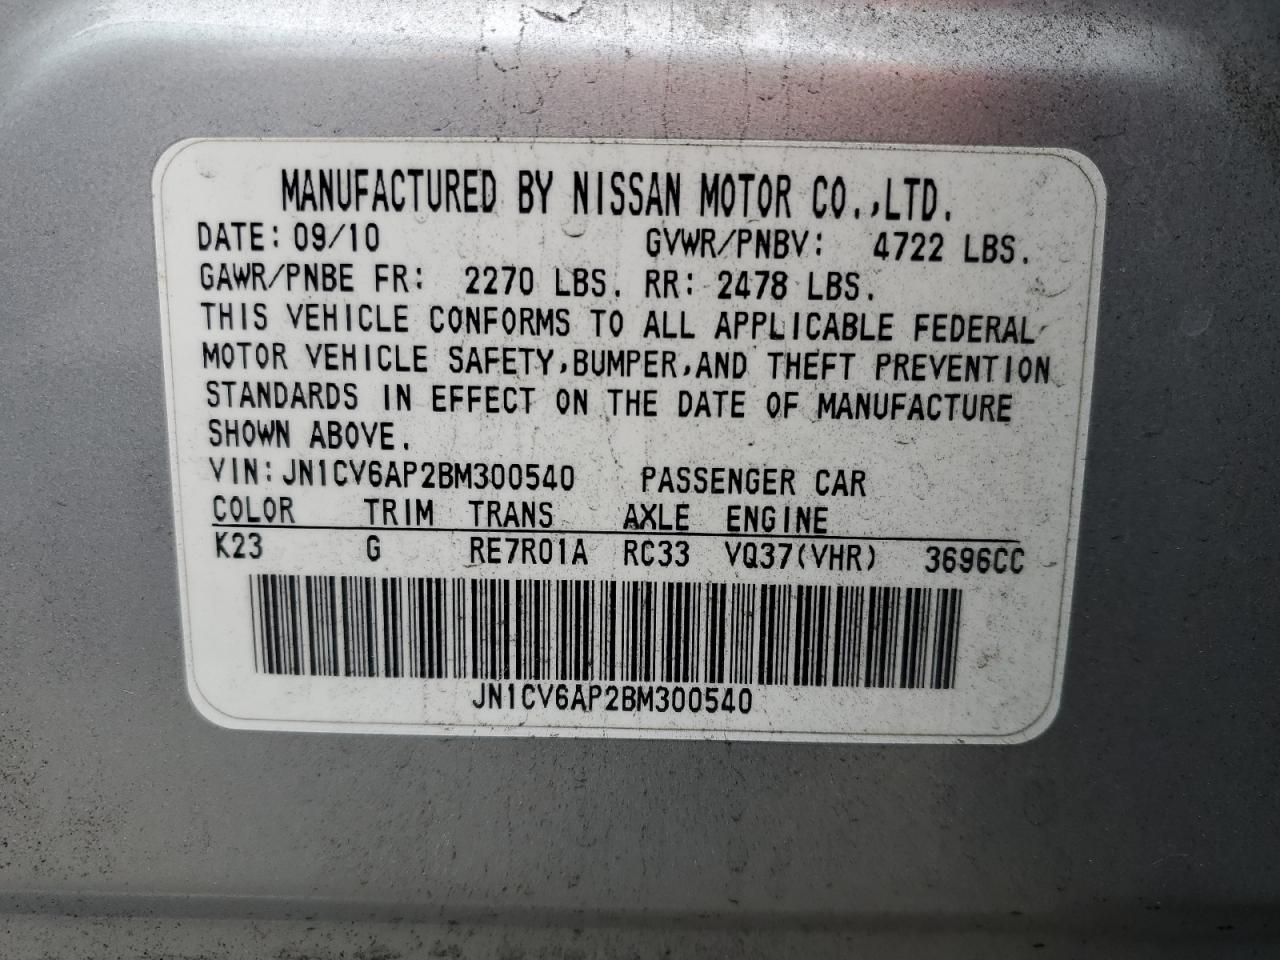 MANUFACTURED BY NISSAN MOTOR CO.,LTD.
DATE: 09/10 GVWR/PNBV: 4722 LBS.
GAWR/PNBE FR: 2270 LBS. RR: 2478 LBS.
THIS VEHICLE CONFORMS TO ALL APPLICABLE FEDERAL
MOTOR VEHICLE SAFETY,BUMPER,AND THEFT PREVENTION
STANDARDS IN EFFECT ON THE DATE OF MANUFACTURE
SHOWN ABOVE.
VIN: JN1CV6AP2BM300540 PASSENGER CAR
COLOR TRIM TRANS AXLE ENGINE
K23 G RE7R01A RC33 VQ37(VHR) 3696CC
JN1CV6AP2BM300540